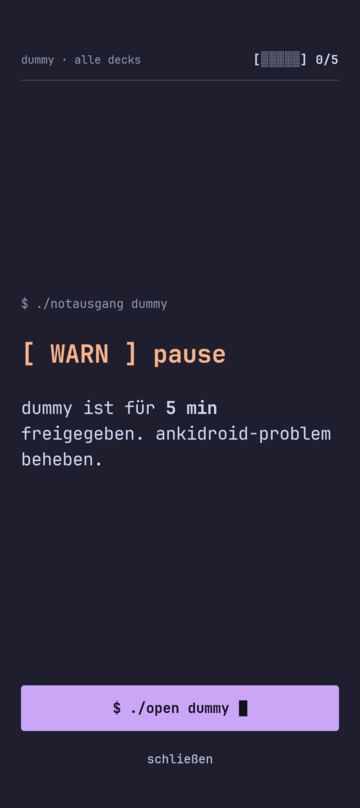 dummy · alle decks
[▒▒▒▒▒] 0/5
$ ./notausgang dummy
[ WARN ] pause
dummy ist für 5 min
freigegeben. ankidroid-problem
beheben.
$ ./open dummy █
schließen